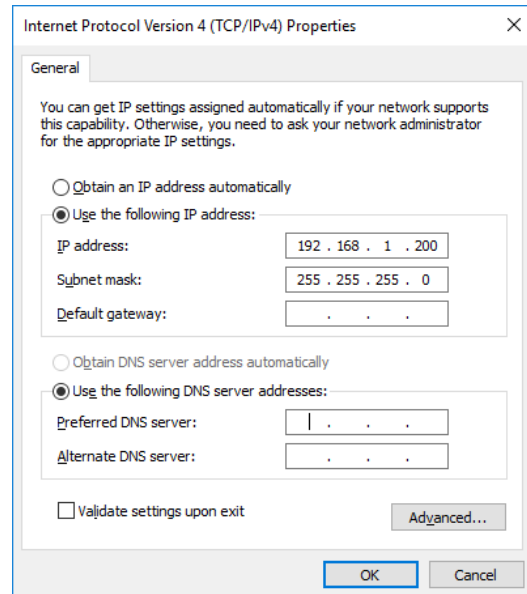 Internet Protocol Version 4 (TCP/IPv4) Properties
General
You can get IP settings assigned automatically if your network supports
this capability. Otherwise, you need to ask your network administrator
for the appropriate IP settings.
Obtain an IP address automatically
Use the following IP address:
IP address: 192 . 168 . 1 . 200
Subnet mask: 255 . 255 . 255 . 0
Default gateway: . . .
Obtain DNS server address automatically
Use the following DNS server addresses:
Preferred DNS server: . . .
Alternate DNS server: . . .
Validate settings upon exit
Advanced...
OK Cancel